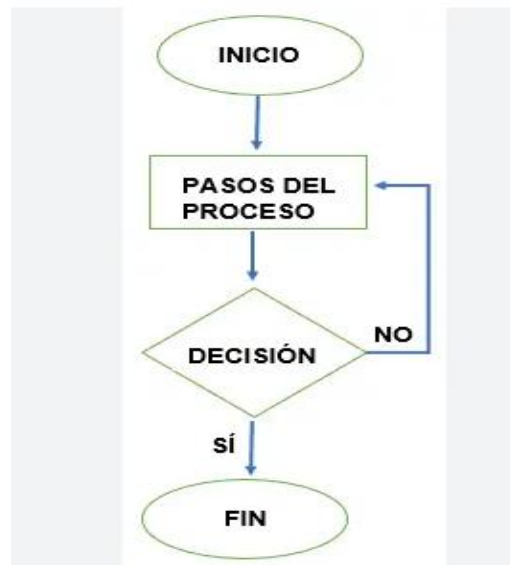 INICIO
PASOS DEL
PROCESO
NO
DECISIÓN
SÍ
FIN